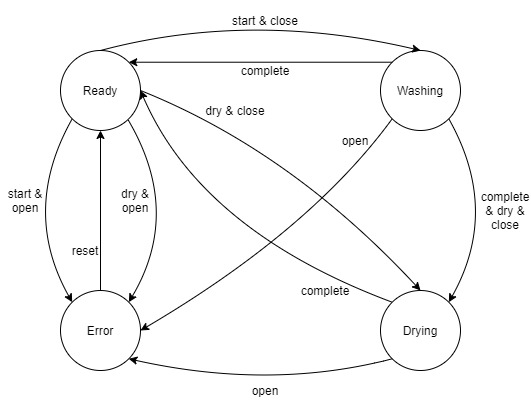 start & close
complete
Ready
Washing
dry & close
open
start &
open
dry &
open
complete
& dry &
close
reset
complete
Error
Drying
open